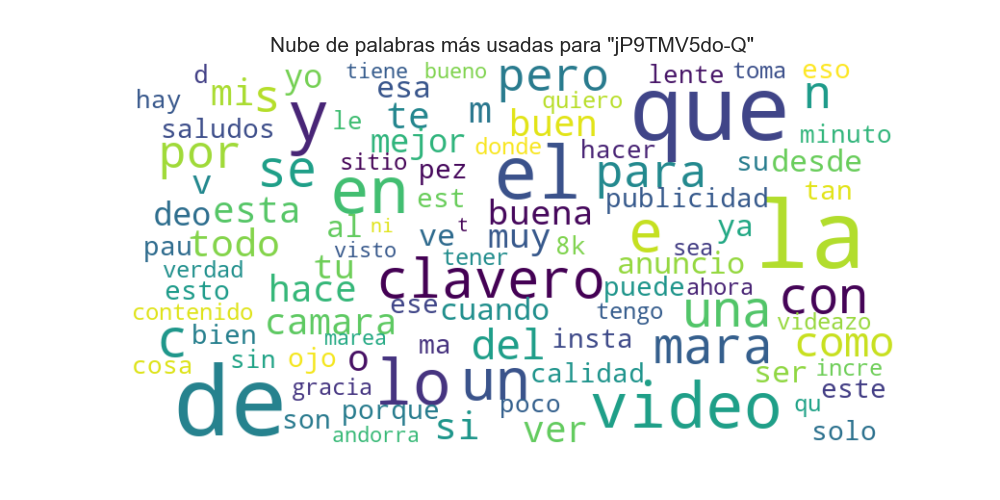 Nube de palabras más usadas para "jP9TMV5do-Q"
d tiene bueno pero lente toma eso
hay mi s yo esa quiero que n
saludos y le te m buen donde hacer minuto
por se mejor el para su desde
v sitio pez publicidad tan
deo esta en est buena e ya la
pau todo al ni ve t muy 8k sea
verdad visto tener anuncio
esto hace tu clavero puede ahora con
contenido ese cuando tengo una videazo
c bien camara marea del insta mara como
cosa sin ojo o ma calidad ser incre
de gracia lo un video este
son porque poco qu
andorra si ver solo